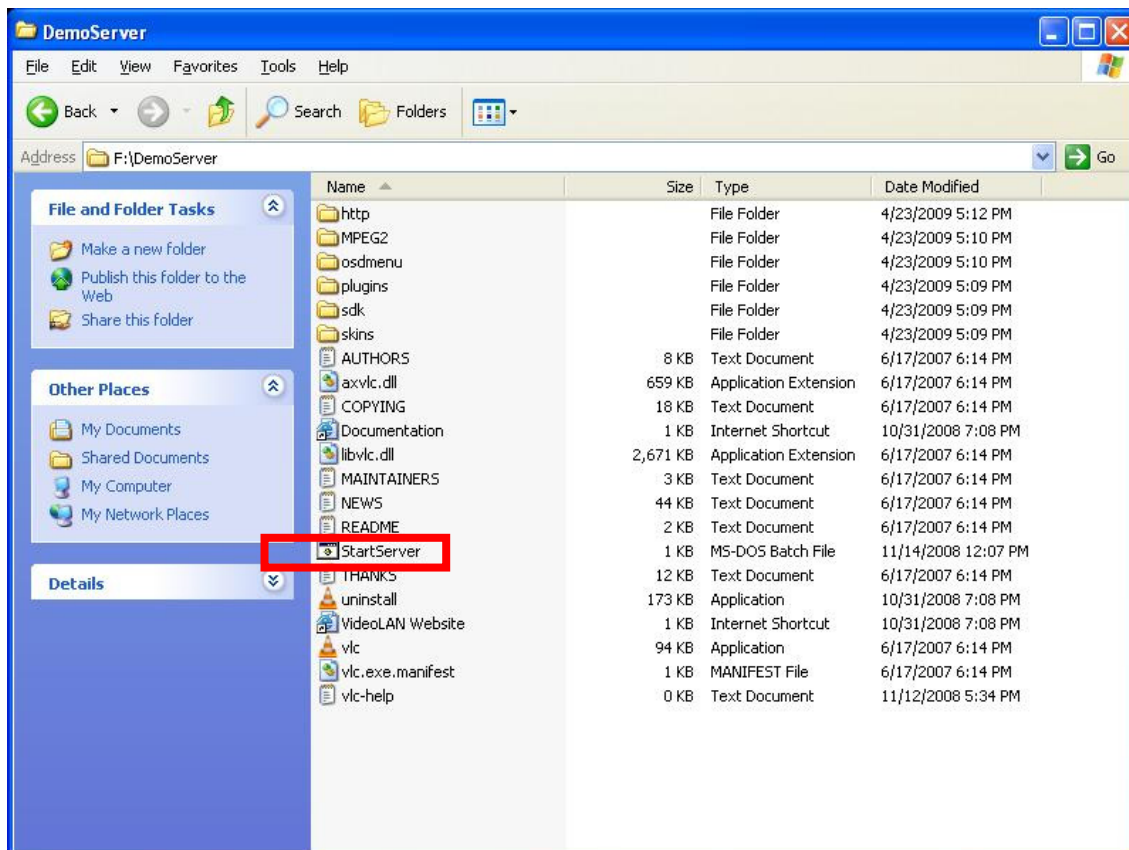 DemoServer
File Edit View Favorites Tools Help
Back Search Folders
Address F:\DemoServer Go
File and Folder Tasks
Make a new folder
Publish this folder to the
Web
Share this folder
Other Places
My Documents
Shared Documents
My Computer
My Network Places
Details
Name Size Type Date Modified
http File Folder 4/23/2009 5:12 PM
MPEG2 File Folder 4/23/2009 5:10 PM
osdmenu File Folder 4/23/2009 5:10 PM
plugins File Folder 4/23/2009 5:09 PM
sdk File Folder 4/23/2009 5:09 PM
skins File Folder 4/23/2009 5:09 PM
AUTHORS 8 KB Text Document 6/17/2007 6:14 PM
axvlc.dll 659 KB Application Extension 6/17/2007 6:14 PM
COPYING 18 KB Text Document 6/17/2007 6:14 PM
Documentation 1 KB Internet Shortcut 10/31/2008 7:08 PM
libvlc.dll 2,671 KB Application Extension 6/17/2007 6:14 PM
MAINTAINERS 3 KB Text Document 6/17/2007 6:14 PM
NEWS 44 KB Text Document 6/17/2007 6:14 PM
README 2 KB Text Document 6/17/2007 6:14 PM
StartServer 1 KB MS-DOS Batch File 11/14/2008 12:07 PM
THANKS 12 KB Text Document 6/17/2007 6:14 PM
uninstall 173 KB Application 10/31/2008 7:08 PM
VideoLAN Website 1 KB Internet Shortcut 10/31/2008 7:08 PM
vlc 94 KB Application 6/17/2007 6:14 PM
vlc.exe.manifest 1 KB MANIFEST File 6/17/2007 6:14 PM
vlc-help 0 KB Text Document 11/12/2008 5:34 PM